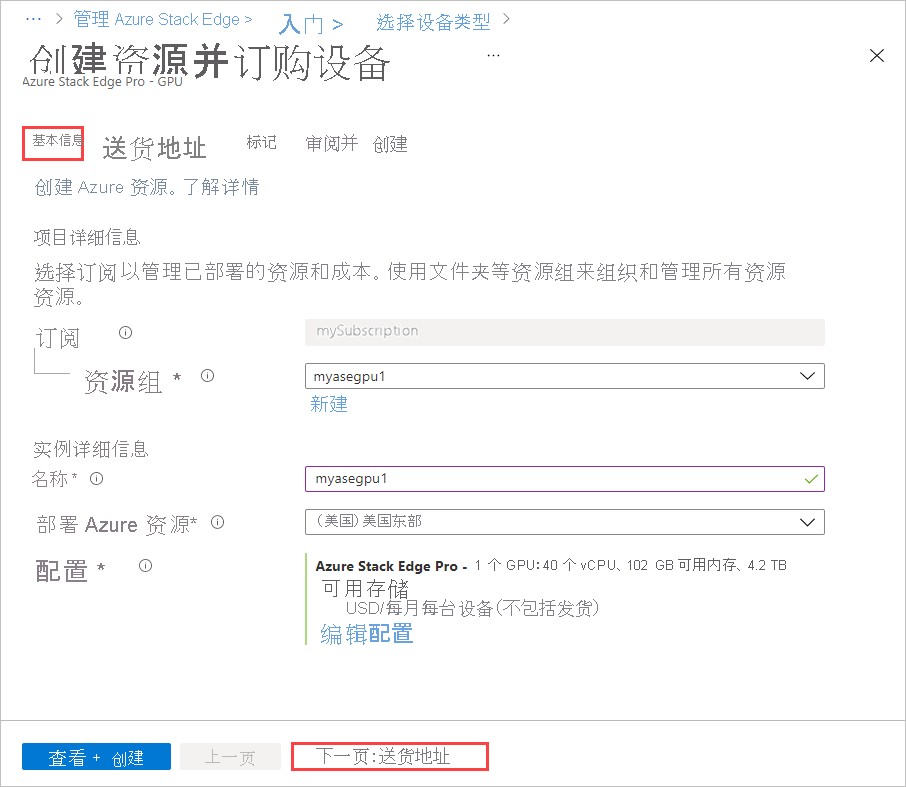 … > 管理 Azure Stack Edge > 入门 > 选择设备类型 >
创建资源并订购设备 …
Azure Stack Edge Pro - GPU
基本信息 送货地址 标记 审阅并 创建
创建 Azure 资源。了解详情
项目详细信息
选择订阅以管理已部署的资源和成本。使用文件夹等资源组来组织和管理所有资源
资源。
订阅 mySubscription
资源组 * myasegpu1
新建
实例详细信息
名称 * myasegpu1
部署 Azure 资源* （美国）美国东部
配置 * Azure Stack Edge Pro - 1 个 GPU：40 个 vCPU、102 GB 可用内存、4.2 TB
可用存储
USD/每月每台设备（不包括发货）
编辑配置
查看 + 创建 上一页 下一页：送货地址